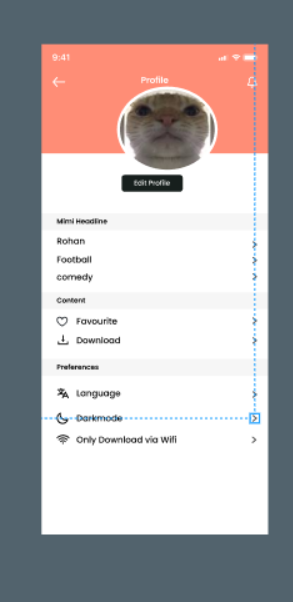 9:41
Profile
Edit Profile
Mimi Headline
Rohan
Football
comedy
Content
Favourite
Download
Preferences
Language
Darkmode
Only Download via Wifi